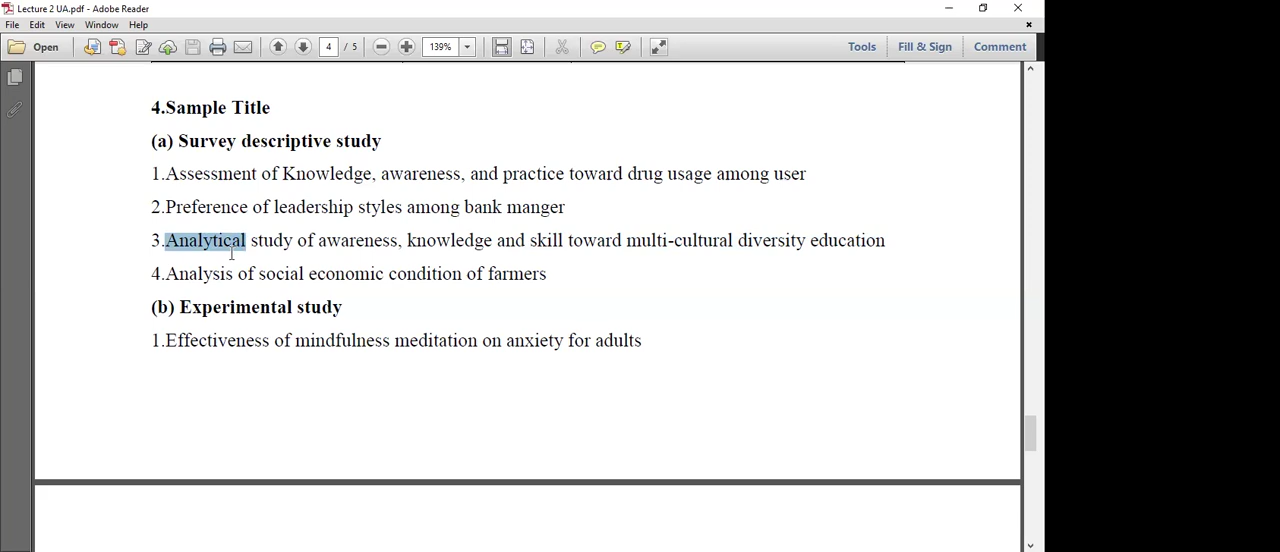 Lecture 2 UA.pdf - Adobe Reader
File Edit View Window Help
Open 4 / 5 139% Tools Fill & Sign Comment
4.Sample Title
(a) Survey descriptive study
1.Assessment of Knowledge, awareness, and practice toward drug usage among user
2.Preference of leadership styles among bank manger
3.Analytical study of awareness, knowledge and skill toward multi-cultural diversity education
4.Analysis of social economic condition of farmers
(b) Experimental study
1.Effectiveness of mindfulness meditation on anxiety for adults